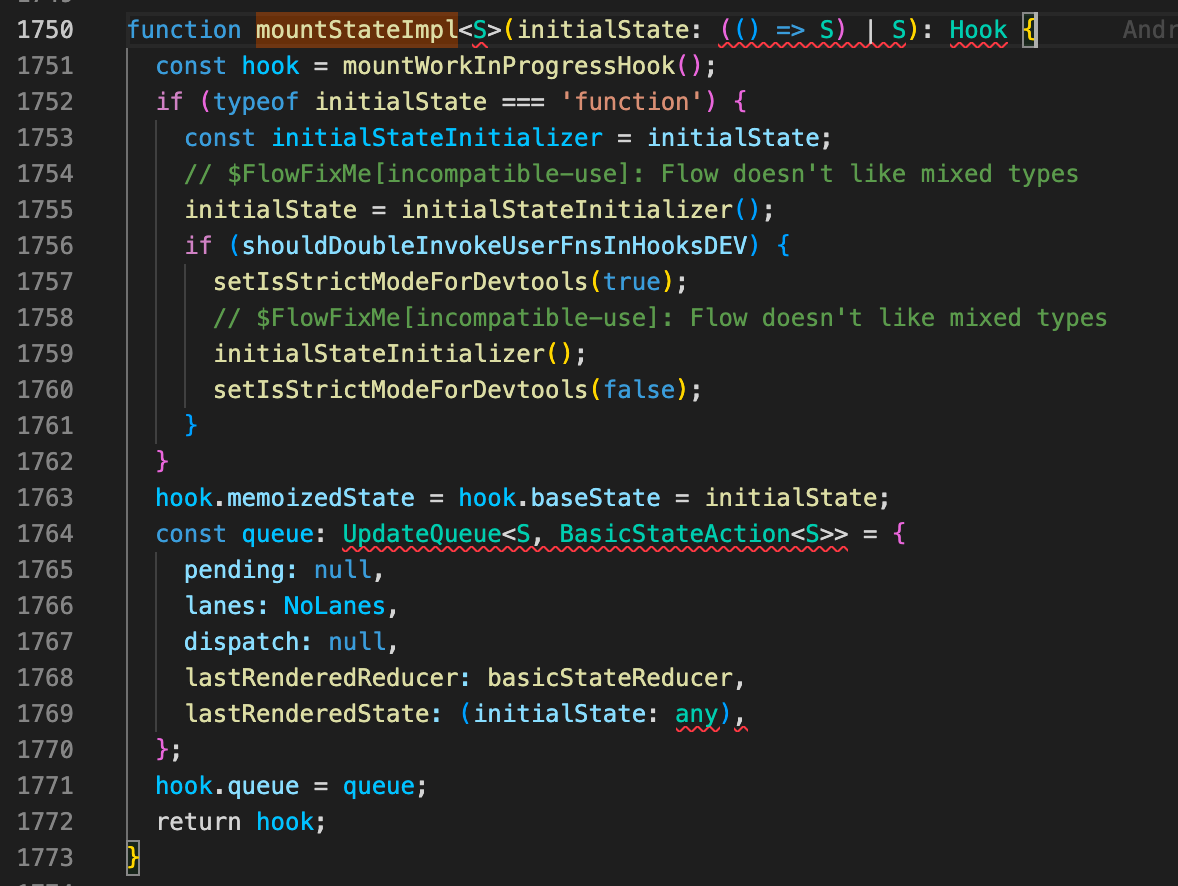 1750 function mountStateImpl<S>(initialState: (() => S) | S): Hook { Andr
1751 const hook = mountWorkInProgressHook();
1752 if (typeof initialState === 'function') {
1753 const initialStateInitializer = initialState;
1754 // $FlowFixMe[incompatible-use]: Flow doesn't like mixed types
1755 initialState = initialStateInitializer();
1756 if (shouldDoubleInvokeUserFnsInHooksDEV) {
1757 setIsStrictModeForDevtools(true);
1758 // $FlowFixMe[incompatible-use]: Flow doesn't like mixed types
1759 initialStateInitializer();
1760 setIsStrictModeForDevtools(false);
1761 }
1762 }
1763 hook.memoizedState = hook.baseState = initialState;
1764 const queue: UpdateQueue<S, BasicStateAction<S>> = {
1765 pending: null,
1766 lanes: NoLanes,
1767 dispatch: null,
1768 lastRenderedReducer: basicStateReducer,
1769 lastRenderedState: (initialState: any),
1770 };
1771 hook.queue = queue;
1772 return hook;
1773 }